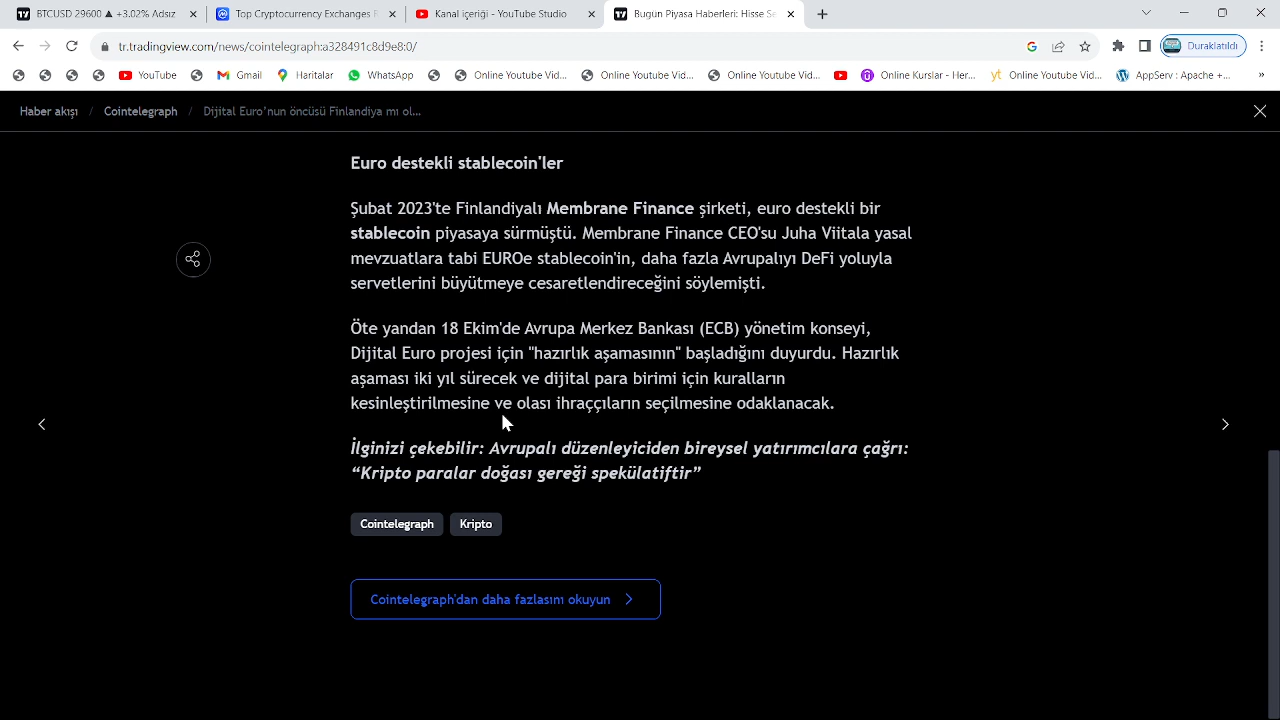 BTCUSD 29600 ▲ +3.02% Adsız
Top Cryptocurrency Exchanges R
Kanal içeriği - YouTube Studio
Bugün Piyasa Haberleri: Hisse Se
tr.tradingview.com/news/cointelegraph:a328491c8d9e8:0/
Duraklatıldı
YouTube
Gmail
Haritalar
WhatsApp
Online Youtube Vid...
Online Youtube Vid...
Online Youtube Vid...
Online Kurslar - Her...
yt Online Youtube Vid...
AppServ : Apache +...
»
Haber akışı / Cointelegraph / Dijital Euro'nun öncüsü Finlandiya mı ol...
Euro destekli stablecoin'ler
Şubat 2023'te Finlandiyalı Membrane Finance şirketi, euro destekli bir
stablecoin piyasaya sürmüştü. Membrane Finance CEO'su Juha Viitala yasal
mevzuatlara tabi EUROe stablecoin'in, daha fazla Avrupalıyı DeFi yoluyla
servetlerini büyütmeye cesaretlendireceğini söylemişti.
Öte yandan 18 Ekim'de Avrupa Merkez Bankası (ECB) yönetim konseyi,
Dijital Euro projesi için "hazırlık aşamasının" başladığını duyurdu. Hazırlık
aşaması iki yıl sürecek ve dijital para birimi için kuralların
kesinleştirilmesine ve olası ihraççıların seçilmesine odaklanacak.
İlginizi çekebilir: Avrupalı düzenleyiciden bireysel yatırımcılara çağrı:
“Kripto paralar doğası gereği spekülatiftir”
Cointelegraph
Kripto
Cointelegraph'dan daha fazlasını okuyun